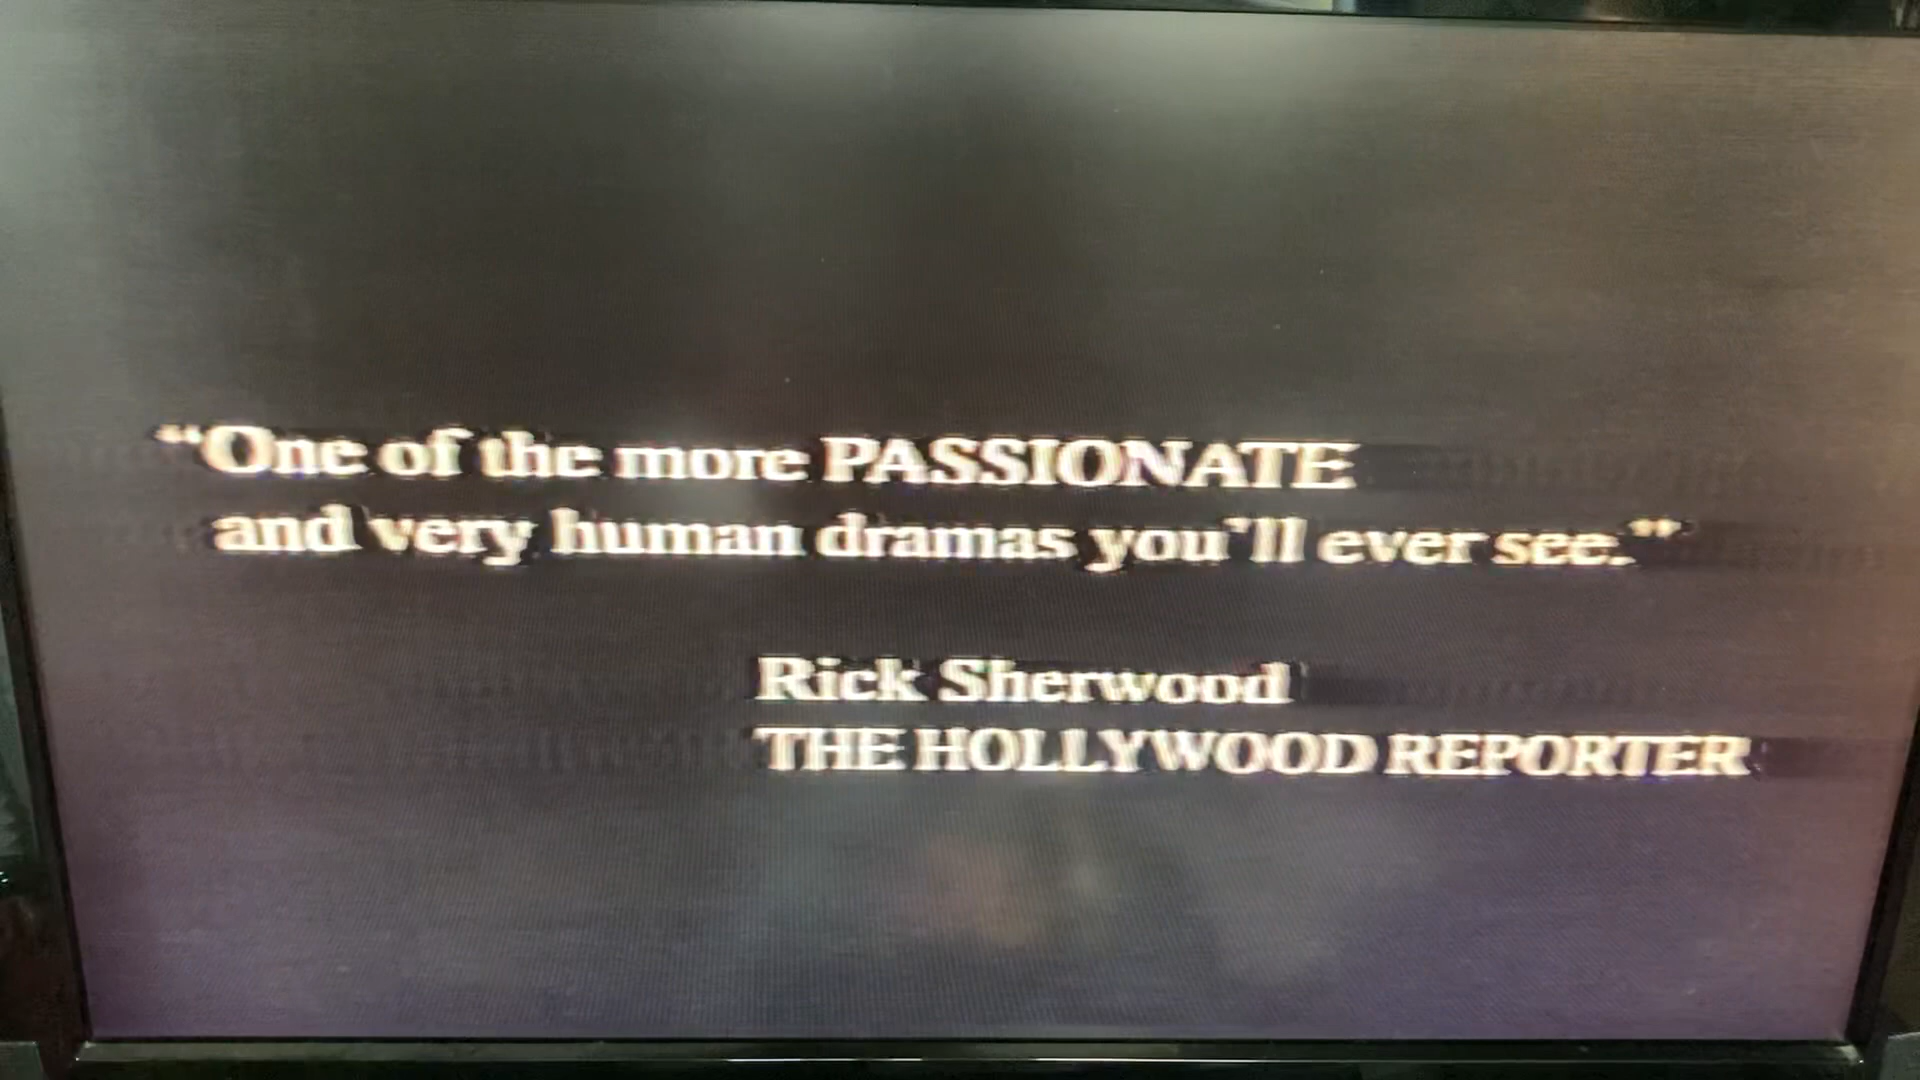 “One of the more PASSIONATE
and very human dramas you'll ever see.”
Rick Sherwood
THE HOLLYWOOD REPORTER